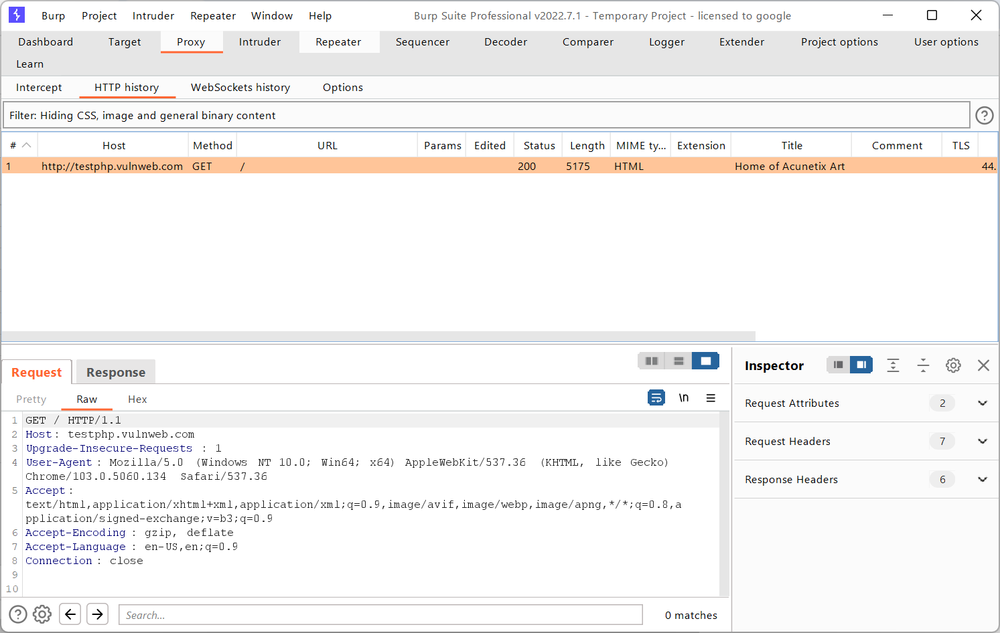 Burp Project Intruder Repeater Window Help Burp Suite Professional v2022.7.1 - Temporary Project - licensed to google
Dashboard Target Proxy Intruder Repeater Sequencer Decoder Comparer Logger Extender Project options User options
Learn
Intercept HTTP history WebSockets history Options
Filter: Hiding CSS, image and general binary content ?
# Host Method URL Params Edited Status Length MIME ty... Extension Title Comment TLS
1 http://testphp.vulnweb.com GET / 200 5175 HTML Home of Acunetix Art 44.
Request Response Inspector
Pretty Raw Hex \n
Request Attributes 2
Request Headers 7
Response Headers 6
1 GET / HTTP/1.1
2 Host: testphp.vulnweb.com
3 Upgrade-Insecure-Requests : 1
4 User-Agent : Mozilla/5.0 (Windows NT 10.0; Win64; x64) AppleWebKit/537.36 (KHTML, like Gecko)
Chrome/103.0.5060.134 Safari/537.36
5 Accept :
text/html,application/xhtml+xml,application/xml;q=0.9,image/avif,image/webp,image/apng,*/*;q=0.8,a
pplication/signed-exchange;v=b3;q=0.9
6 Accept-Encoding : gzip, deflate
7 Accept-Language : en-US,en;q=0.9
8 Connection : close
9
10
? Search... 0 matches